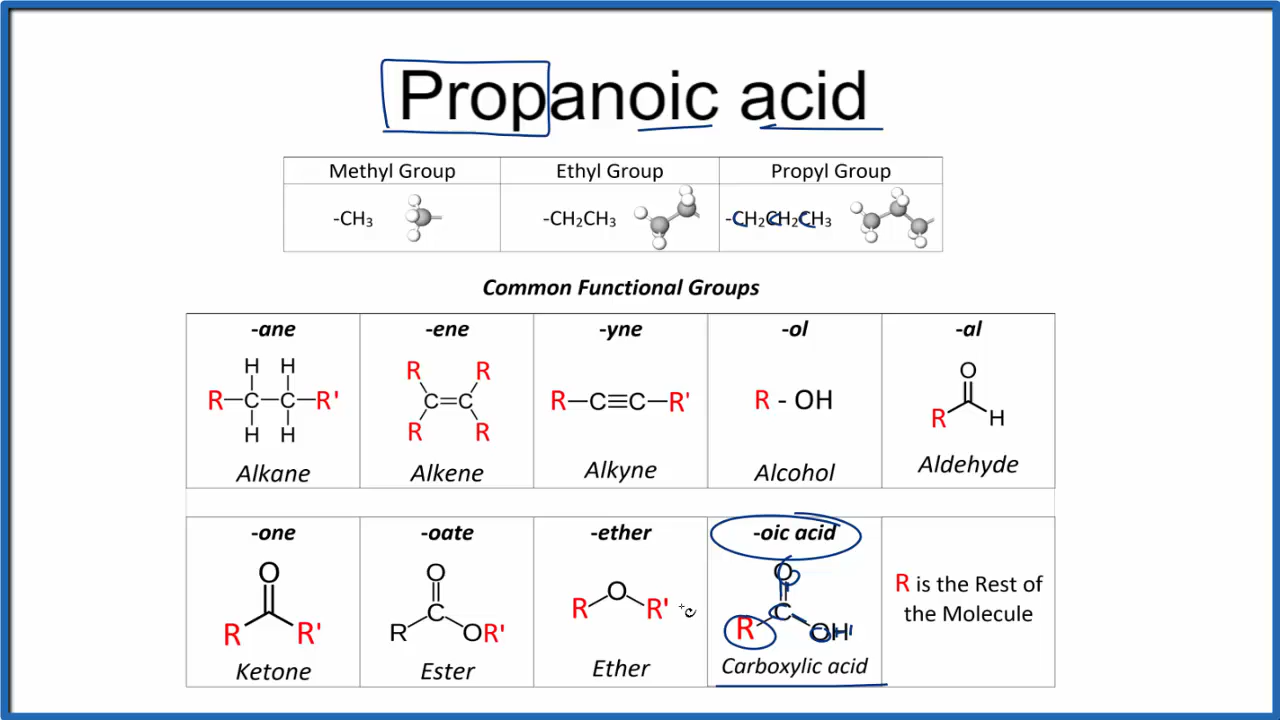 Propanoic acid
Methyl Group Ethyl Group Propyl Group
-CH₃ -CH₂CH₃ -CH₂CH₂CH₃
Common Functional Groups
-ane -ene -yne -ol -al
H H
R C C R'
H H
R R
C C
R R
R C C R'
R - OH
O
R H
Alkane Alkene Alkyne Alcohol Aldehyde
-one -oate -ether -oic acid
O
R R'
O
C
R OR'
O
R R'
O
C
R OH
R is the Rest of
the Molecule
Ketone Ester Ether Carboxylic acid